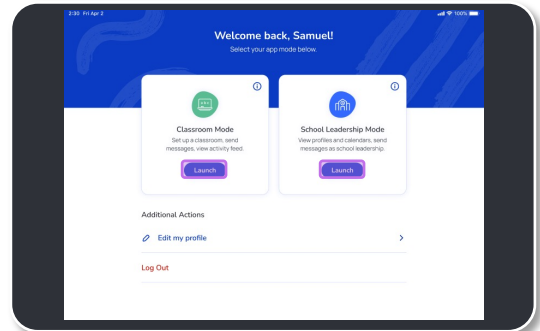 2:30 Fri Apr 2
100%
Welcome back, Samuel!
Select your app mode below.
Classroom Mode
Set up a classroom, send
messages, view activity feed.
Launch
School Leadership Mode
View profiles and calendars, send
messages as school leadership.
Launch
Additional Actions
Edit my profile
Log Out